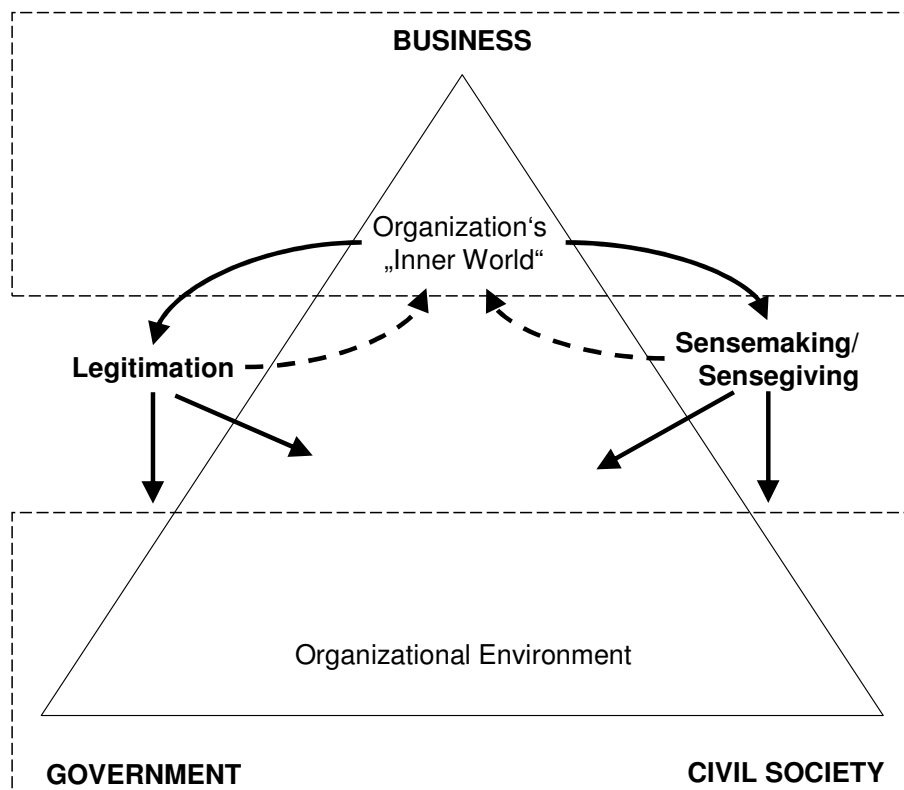 BUSINESS
Organization‘s
„Inner World“
Legitimation
Sensemaking/
Sensegiving
Organizational Environment
GOVERNMENT
CIVIL SOCIETY